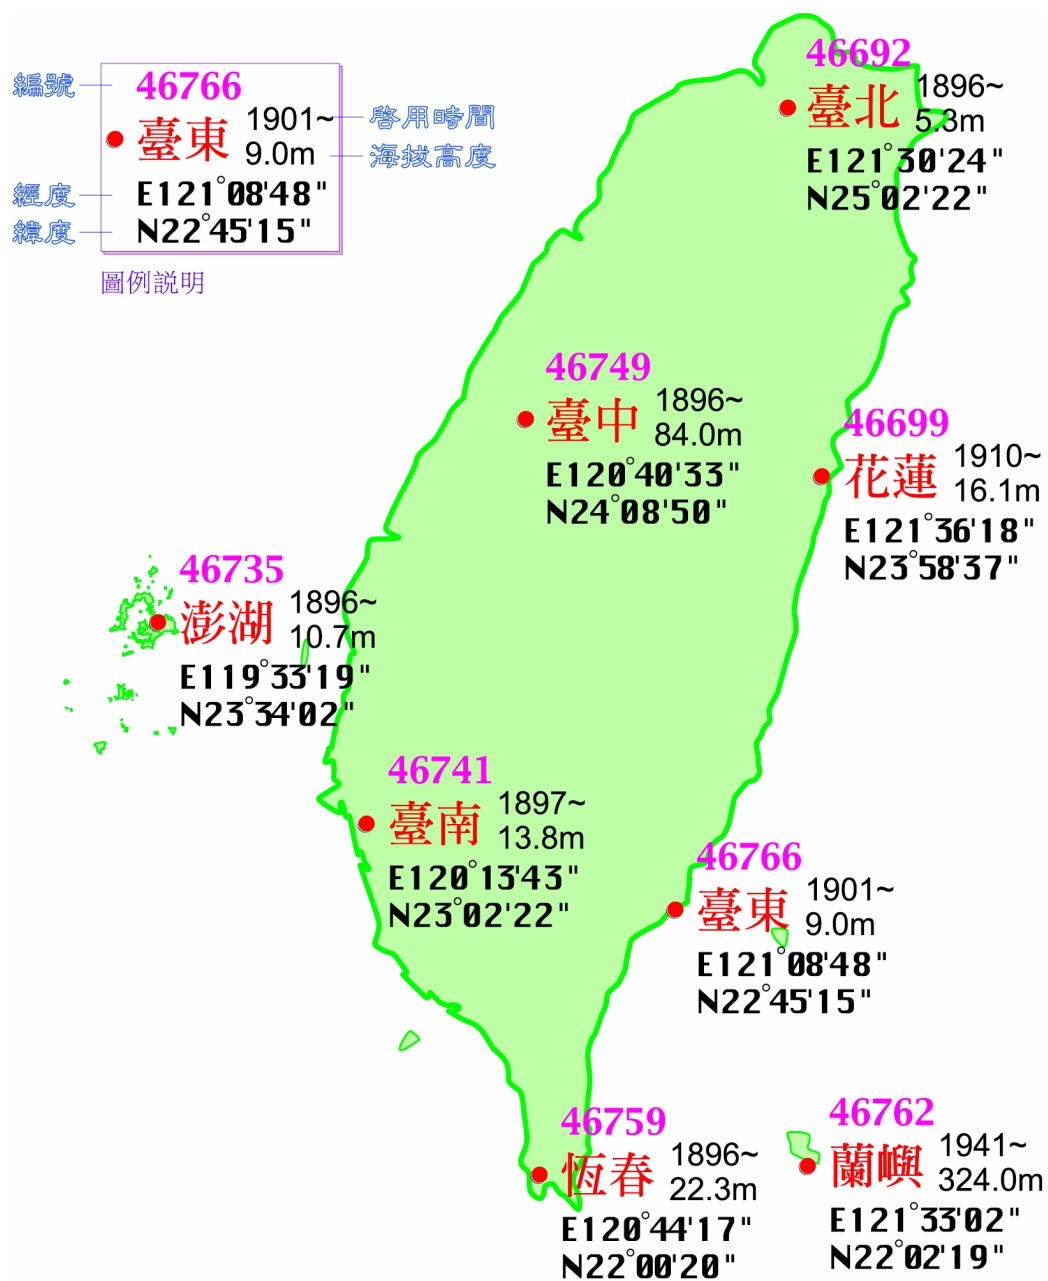 編號
46766
臺東
1901~
9.0m
啓用時間
海拔高度
經度
E121°08'48"
緯度
N22°45'15"
圖例説明
46692
臺北
1896~
5.3m
E121°30'24"
N25°02'22"
46749
臺中
1896~
84.0m
E120°40'33"
N24°08'50"
46699
花蓮
1910~
16.1m
E121°36'18"
N23°58'37"
46735
澎湖
1896~
10.7m
E119°33'19"
N23°34'02"
46741
臺南
1897~
13.8m
E120°13'43"
N23°02'22"
46766
臺東
1901~
9.0m
E121°08'48"
N22°45'15"
46759
恆春
1896~
22.3m
E120°44'17"
N22°00'20"
46762
蘭嶼
1941~
324.0m
E121°33'02"
N22°02'19"